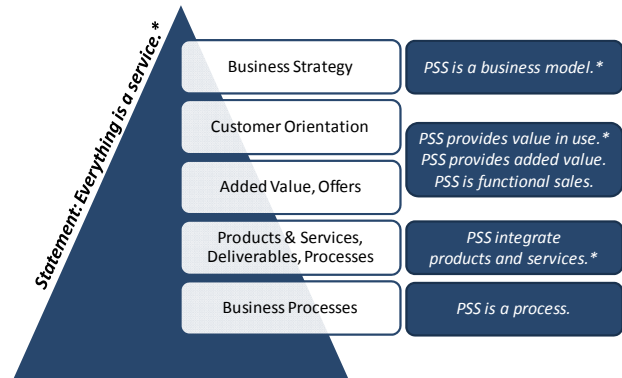 Statement: Everything is a service.*
Business Strategy
PSS is a business model.*
Customer Orientation
PSS provides value in use.*
PSS provides added value.
PSS is functional sales.
Added Value, Offers
Products & Services,
Deliverables, Processes
PSS integrate
products and services.*
Business Processes
PSS is a process.